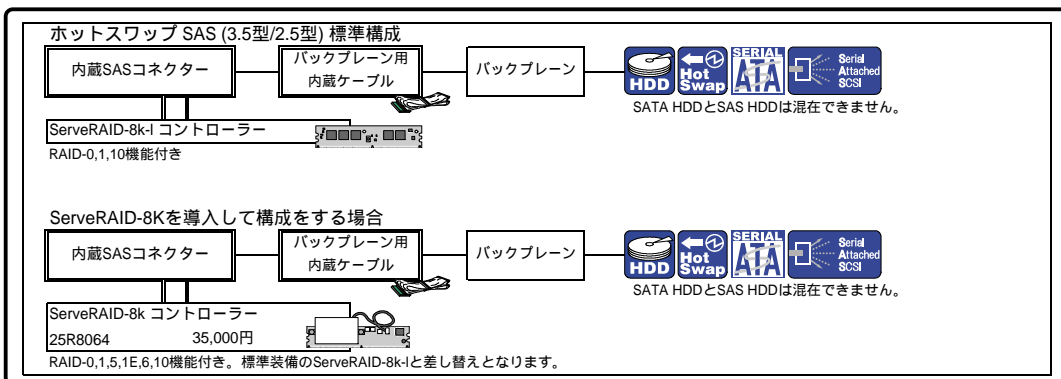 ホットスワップ SAS (3.5型/2.5型) 標準構成
内蔵SASコネクター
バックプレーン用
内蔵ケーブル
バックプレーン
HDD
Hot
Swap
SERIAL
ATA
Serial
Attached
SCSI
SATA HDDとSAS HDDは混在できません。
ServeRAID-8k-l コントローラー
RAID-0,1,10機能付き
ServeRAID-8Kを導入して構成をする場合
内蔵SASコネクター
バックプレーン用
内蔵ケーブル
バックプレーン
HDD
Hot
Swap
SERIAL
ATA
Serial
Attached
SCSI
SATA HDDとSAS HDDは混在できません。
ServeRAID-8k コントローラー
25R8064 35,000円
RAID-0,1,5,1E,6,10機能付き。標準装備のServeRAID-8k-lと差し替えとなります。